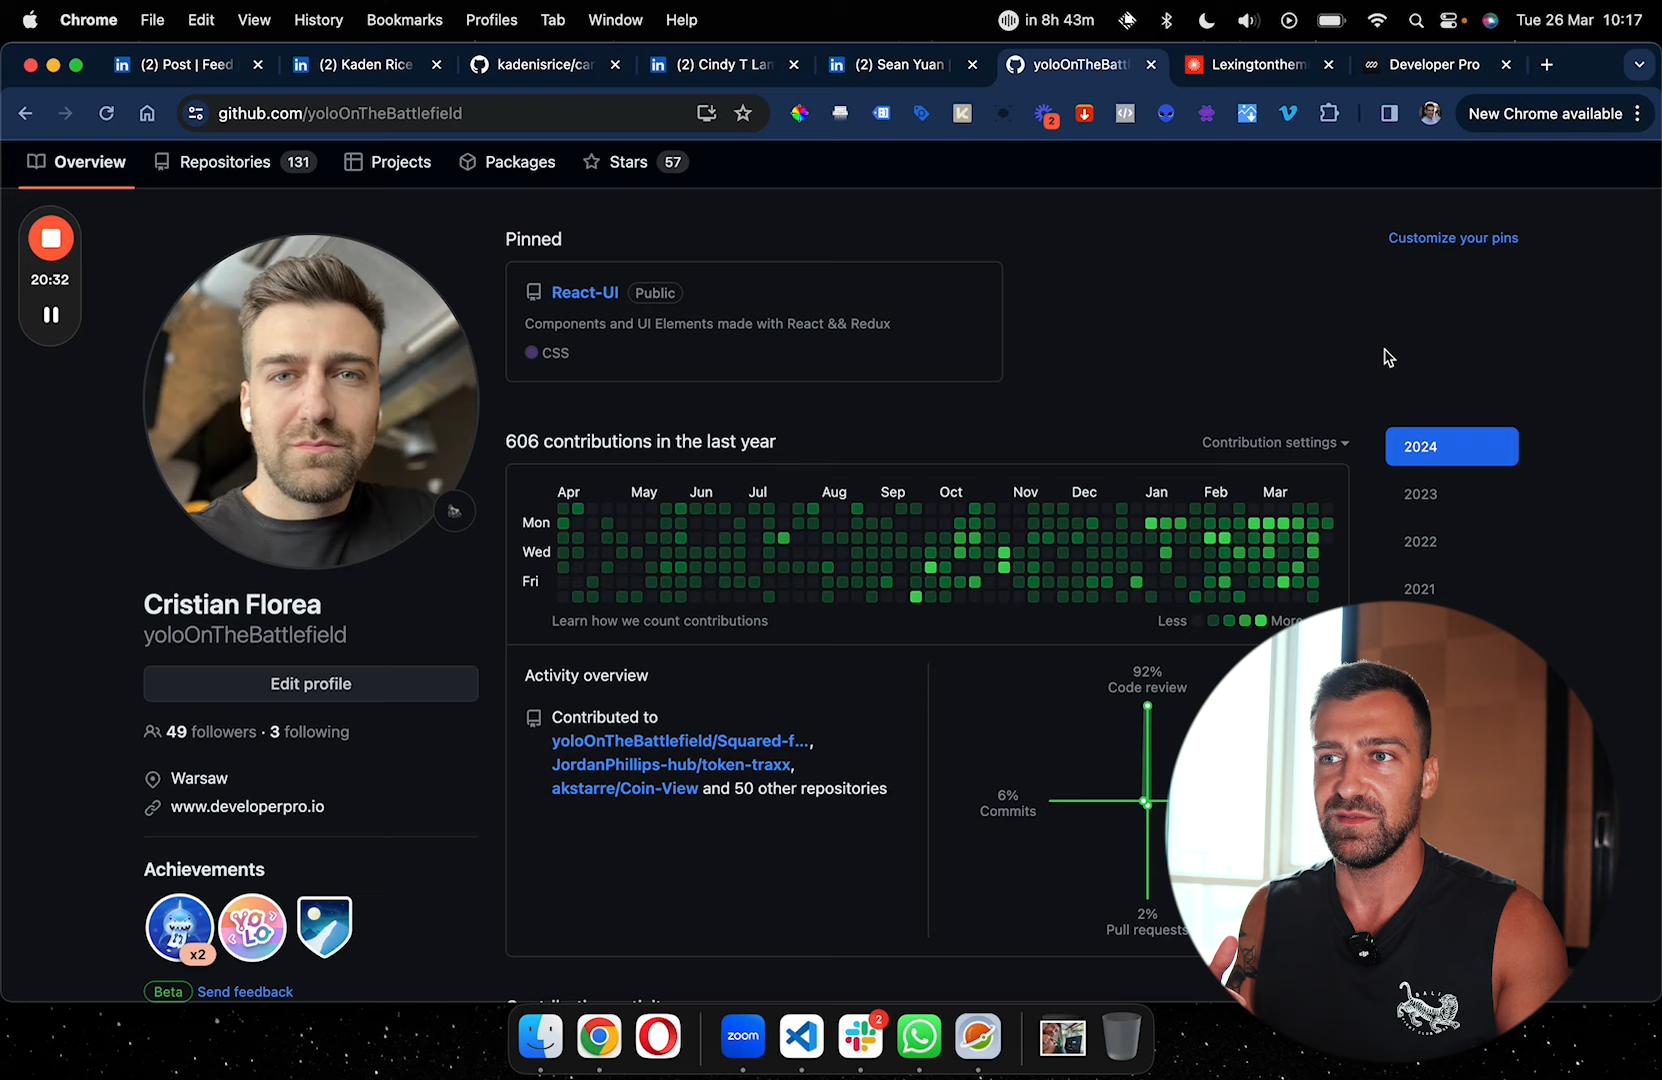 Chrome File Edit View History Bookmarks Profiles Tab Window Help in 8h 43m Tue 26 Mar 10:17
(2) Post | Feed (2) Kaden Rice kadenisrice/car (2) Cindy T Lan (2) Sean Yuan | yoloOnTheBattl Lexingtonthem Developer Pro
github.com/yoloOnTheBattlefield 2 New Chrome available
Overview Repositories 131 Projects Packages Stars 57
20:32
Pinned
Customize your pins
React-UI Public
Components and UI Elements made with React && Redux
CSS
606 contributions in the last year
Contribution settings
2024
2023
2022
2021
Apr May Jun Jul Aug Sep Oct Nov Dec Jan Feb Mar
Mon
Wed
Fri
Learn how we count contributions
Less More
Cristian Florea
yoloOnTheBattlefield
Edit profile
49 followers · 3 following
Warsaw
www.developerpro.io
Achievements
x2
YOLO
Beta Send feedback
Activity overview
Contributed to
yoloOnTheBattlefield/Squared-f...,
JordanPhillips-hub/token-traxx,
akstarre/Coin-View and 50 other repositories
92%
Code review
6%
Commits
2%
Pull requests
BALI
zoom
2